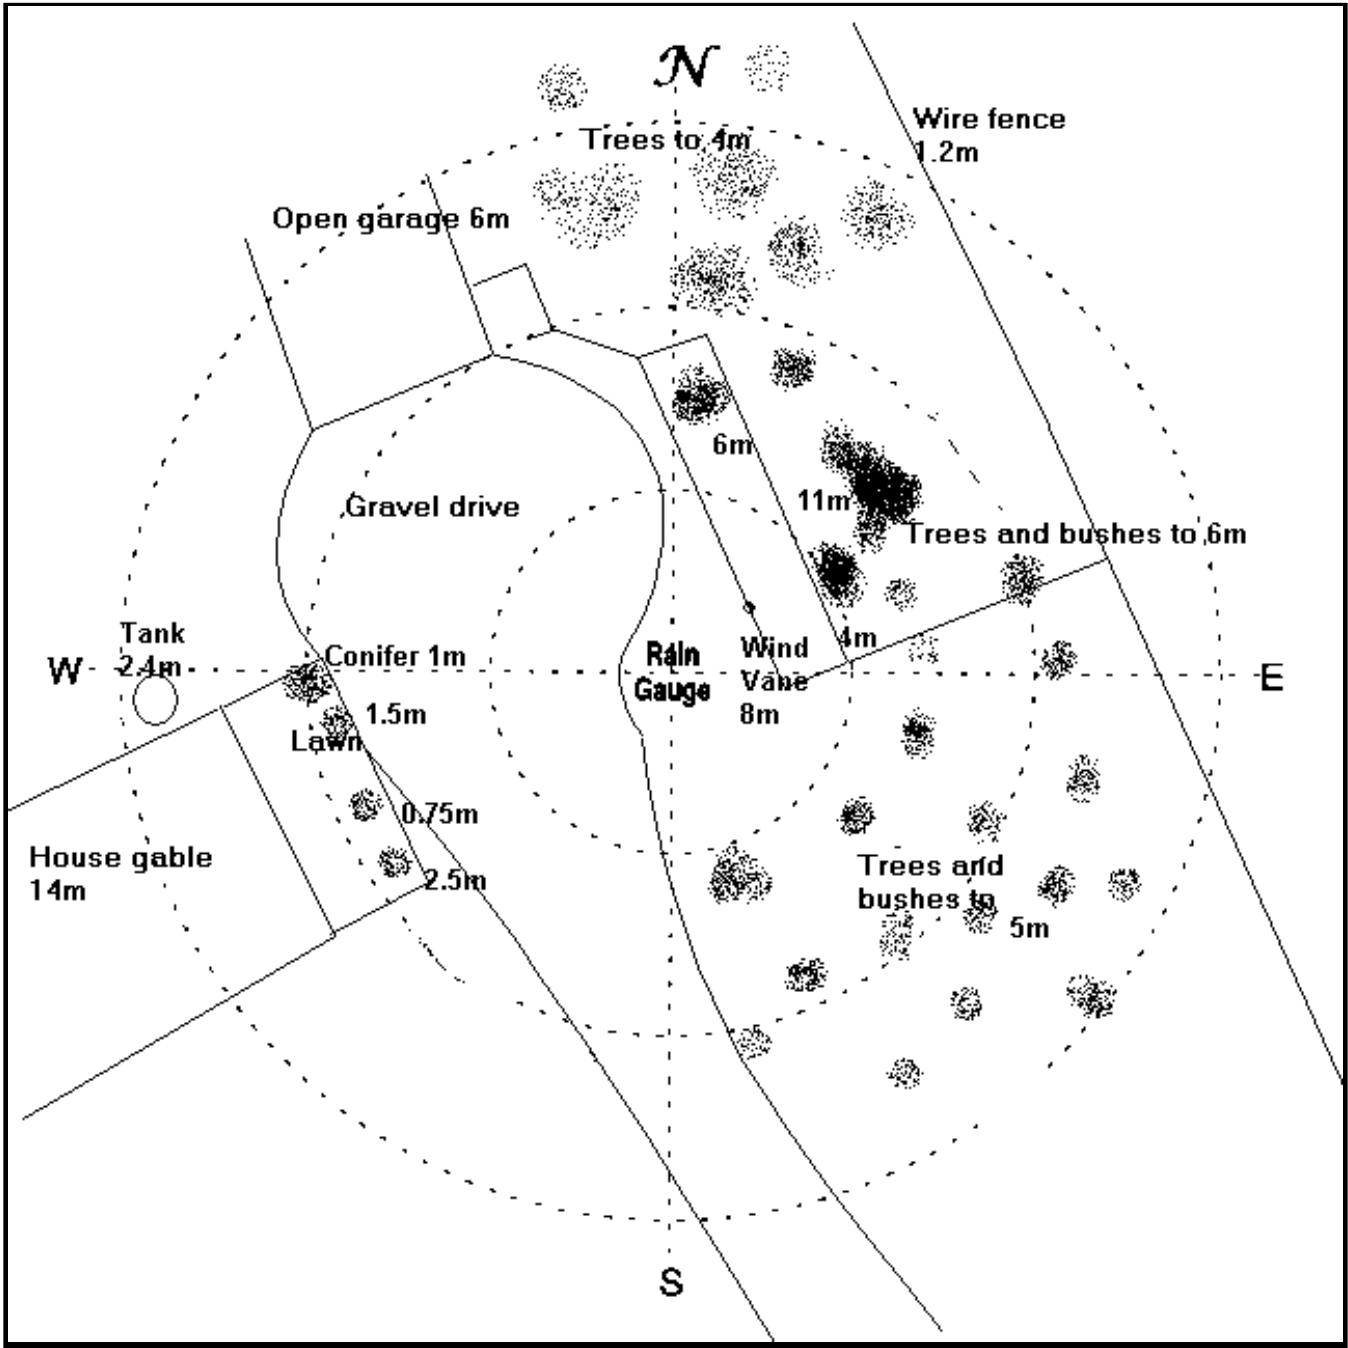 N
Trees to 4m
Wire fence
1.2m
Open garage 6m
6m
11m
Gravel drive
Trees and bushes to 6m
Tank
2.4m
W
Conifer 1m
Rain
Gauge
Wind
Vane
8m
4m
E
1.5m
Lawn
0.75m
House gable
14m
2.5m
Trees and
bushes to
5m
S